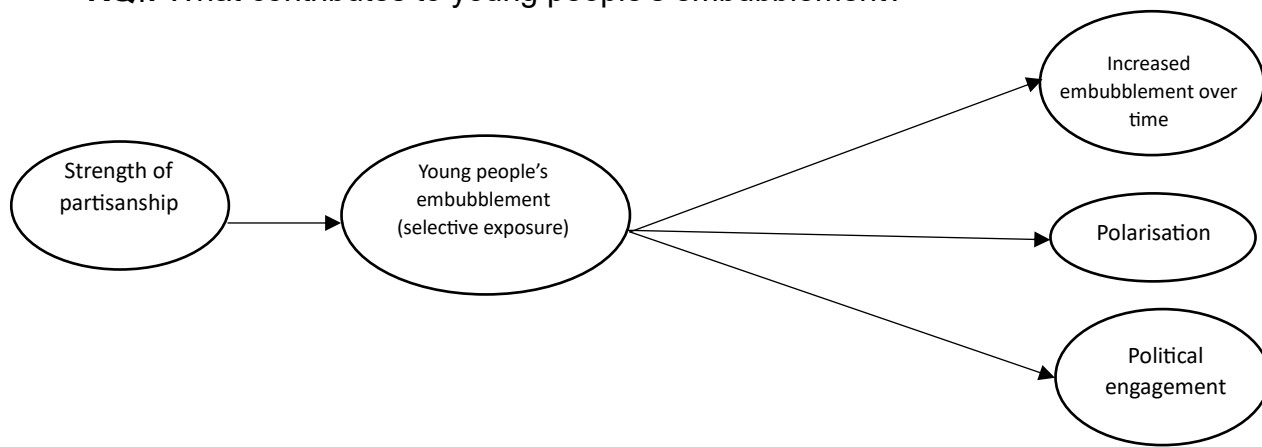 What contributes to young people's embubblement?
Increased
embubblement over
time
Strength of
partisanship
Young people's
embubblement
(selective exposure)
Polarisation
Political
engagement